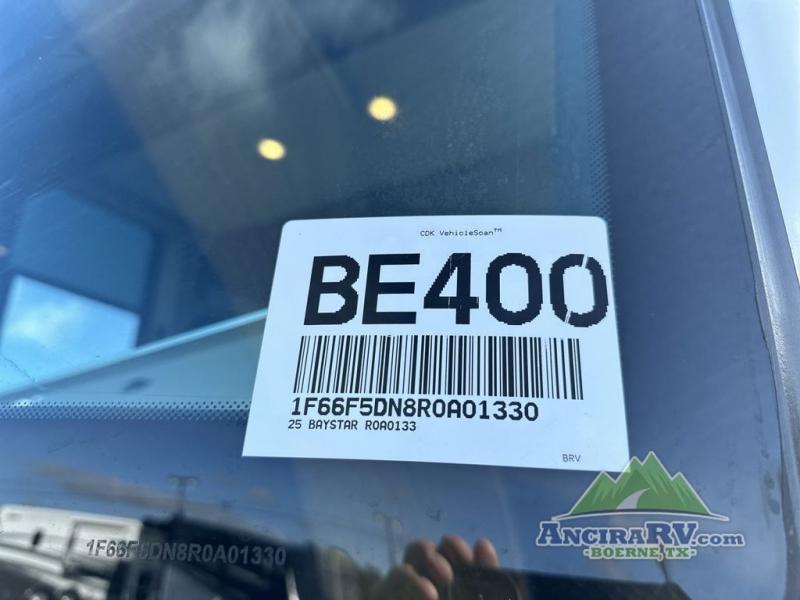 CDK VehicleScan™
BE400
1F66F5DN8R0A01330
25 BAYSTAR R0A0133
BRV
1F66F5DN8R0A01330
ANCIRARV.com
BOERNE, TX